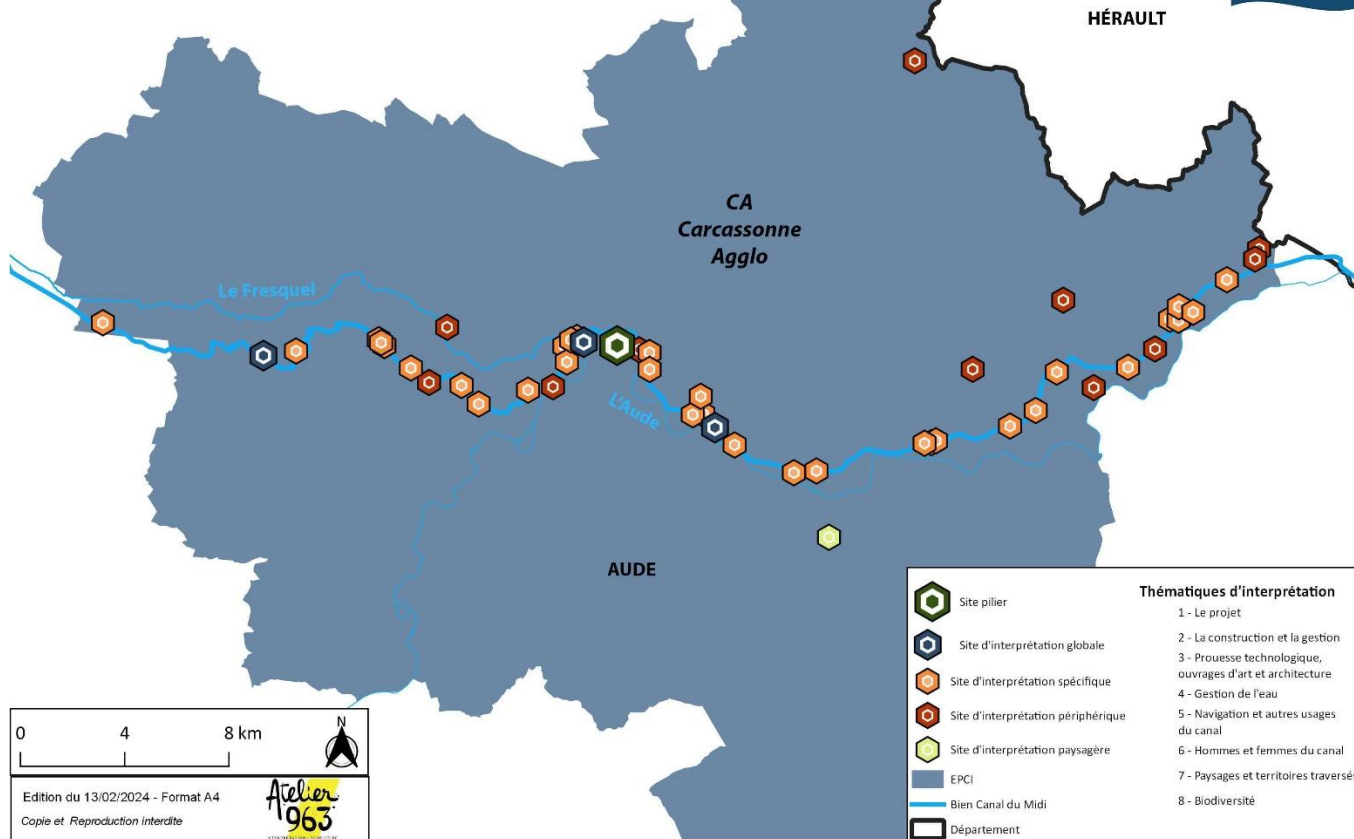 HÉRAULT
CA
Carcassonne
Agglo
Le Fresquel
L'Aude
AUDE
0 4 8 km
N
Edition du 13/02/2024 - Format A4
Copie et Reproduction interdite
Atelier
963
Site pilier
Site d'interprétation globale
Site d'interprétation spécifique
Site d'interprétation périphérique
Site d'interprétation paysagère
EPCI
Bien Canal du Midi
Département
Thématiques d'interprétation
1 - Le projet
2 - La construction et la gestion
3 - Prouesse technologique,
ouvrages d'art et architecture
4 - Gestion de l'eau
5 - Navigation et autres usages
du canal
6 - Hommes et femmes du canal
7 - Paysages et territoires traversés
8 - Biodiversité